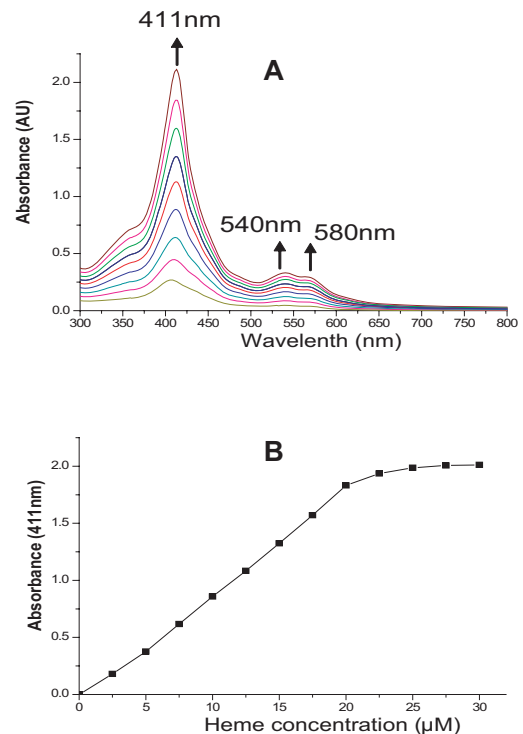 411nm
A
2.0
1.5
1.0
0.5
0.0
Absorbance (AU)
540nm
580nm
300 350 400 450 500 550 600 650 700 750 800
Wavelenth (nm)
B
2.0
1.5
1.0
0.5
0.0
Absorbance (411nm)
0 5 10 15 20 25 30
Heme concentration (µM)